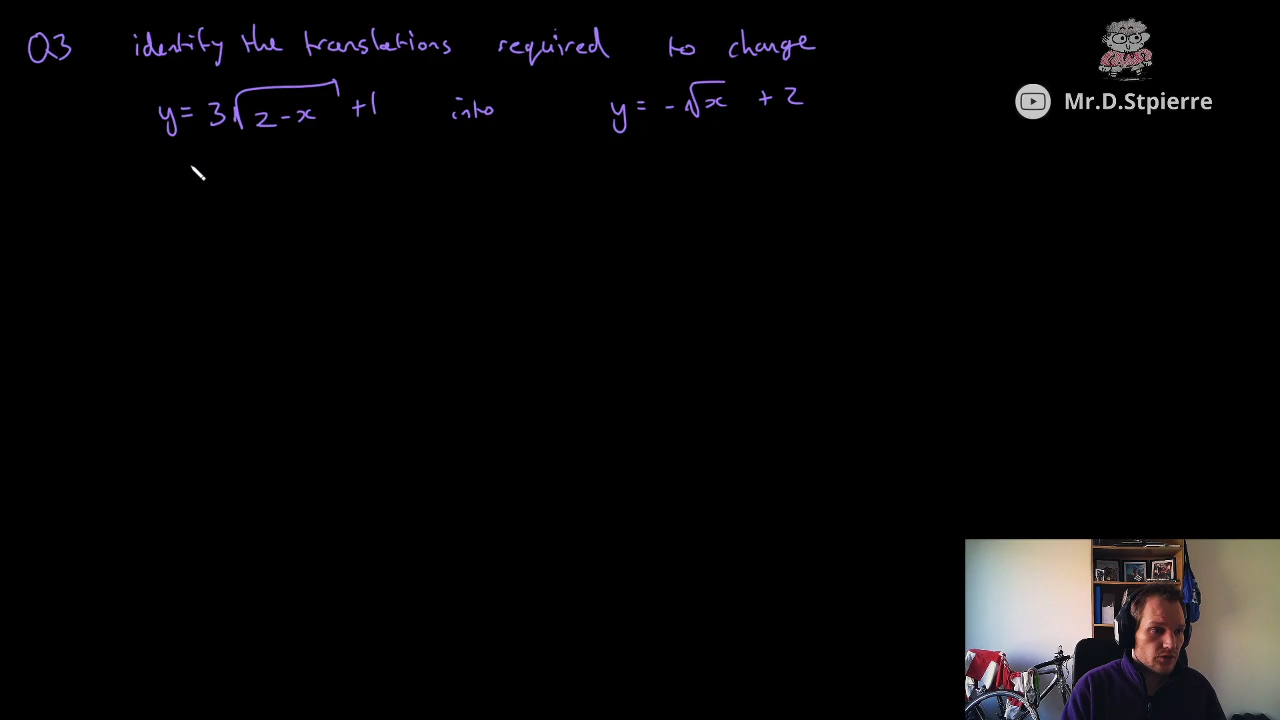 Q3 identify the translations required to change
y = 3√(2-x) +1 into y = -√x + 2
Mr.D.Stpierre